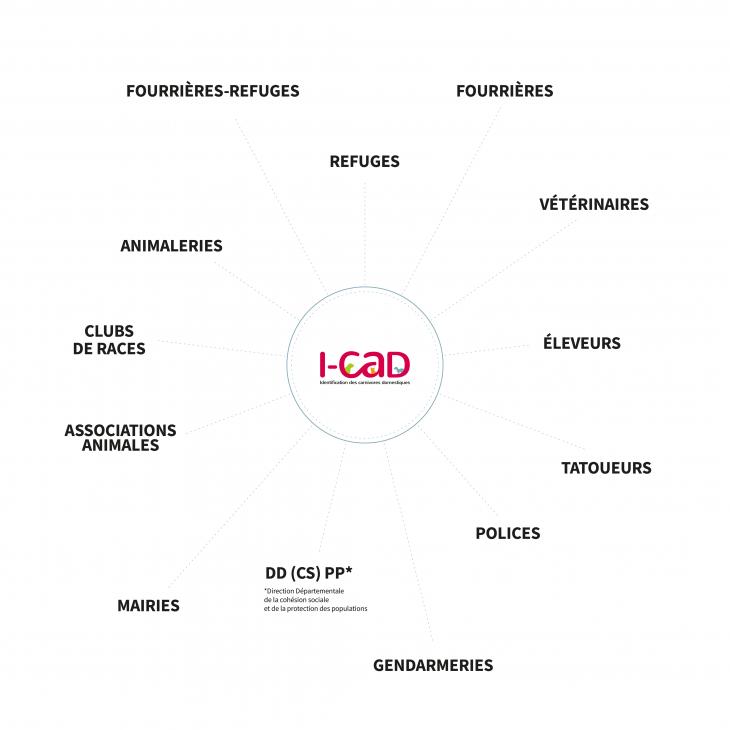 FOURRIÈRES-REFUGES
FOURRIÈRES
REFUGES
VÉTÉRINAIRES
ANIMALERIES
CLUBS
DE RACES
ÉLEVEURS
I-CAD
Identification des carnivores domestiques
ASSOCIATIONS
ANIMALES
TATOUEURS
POLICES
DD (CS) PP*
*Direction Départementale
de la cohésion sociale
et de la protection des populations
MAIRIES
GENDARMERIES